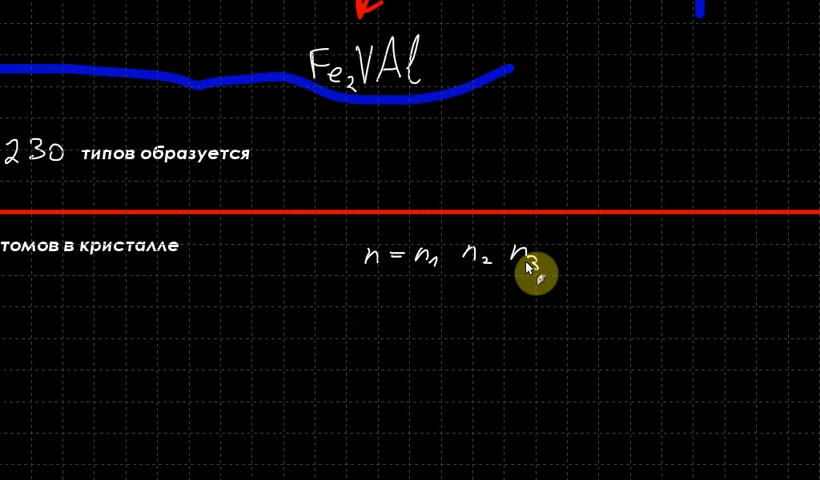 Fe₂VAl
230 типов образуется
томов в кристалле
n = n₁ n₂ n₃